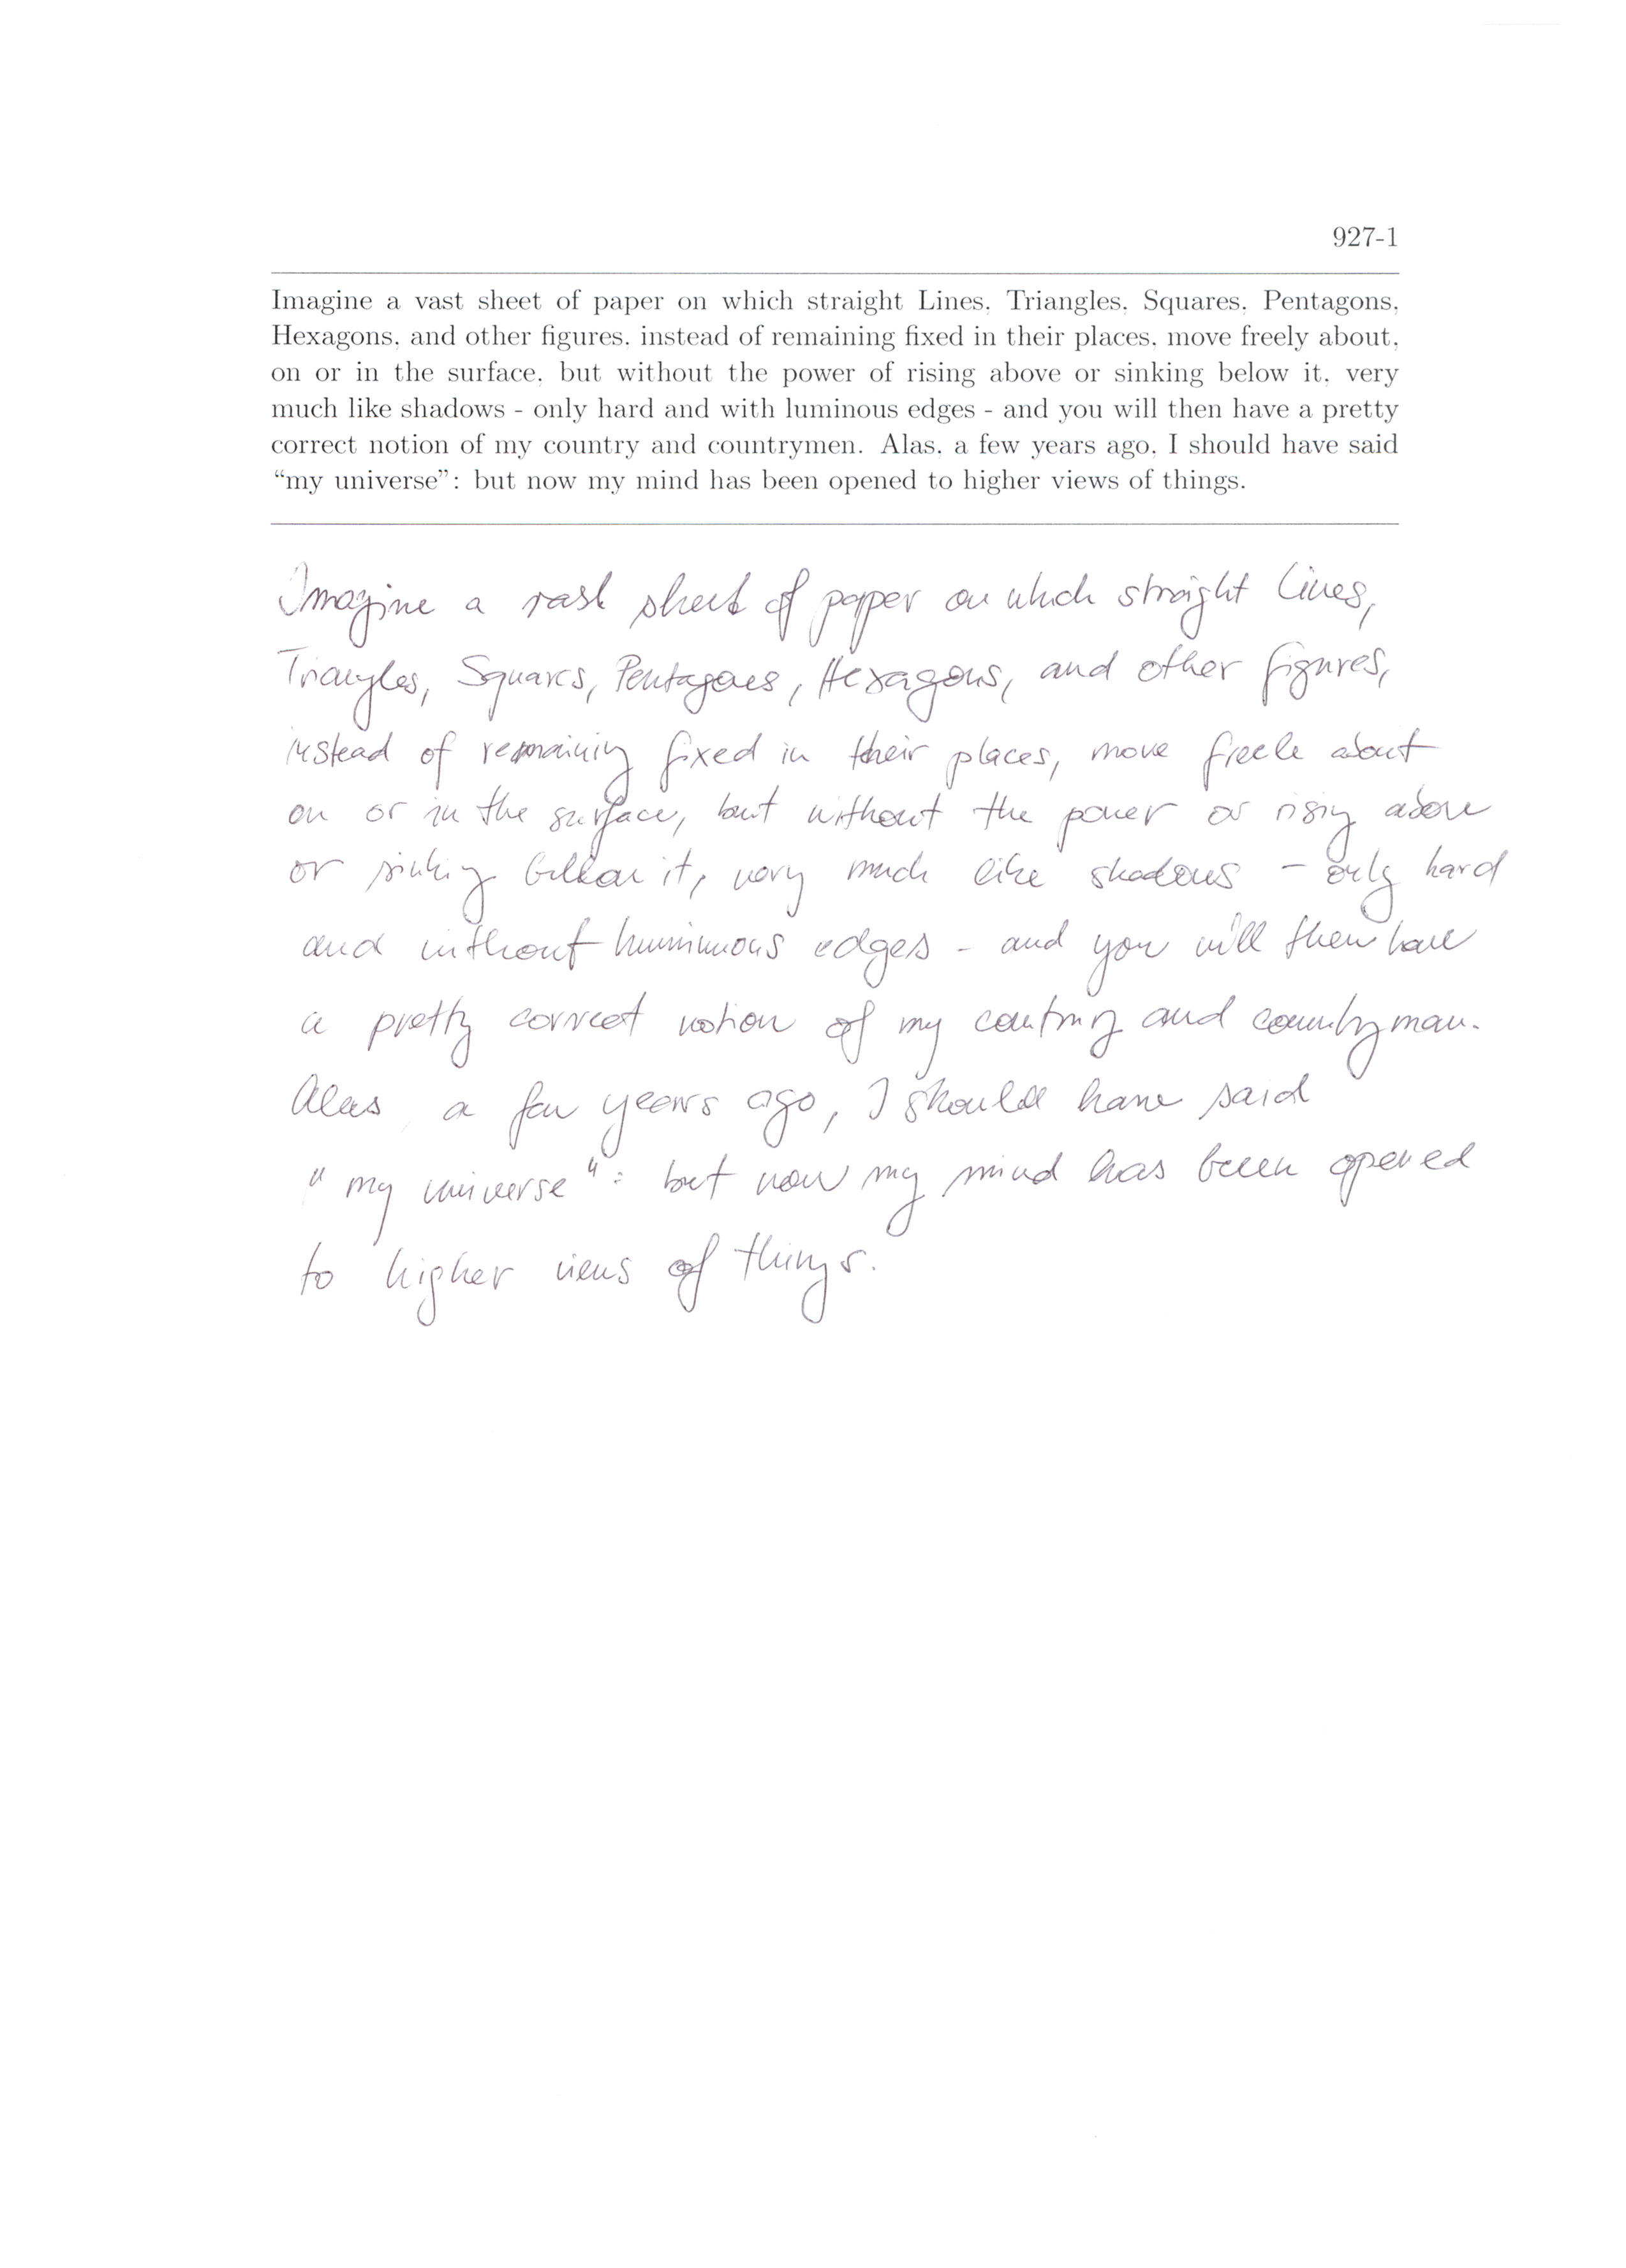 927-1
Imagine a vast sheet of paper on which straight Lines, Triangles, Squares, Pentagons,
Hexagons, and other figures, instead of remaining fixed in their places, move freely about,
on or in the surface, but without the power of rising above or sinking below it, very
much like shadows - only hard and with luminous edges - and you will then have a pretty
correct notion of my country and countrymen. Alas, a few years ago, I should have said
“my universe”: but now my mind has been opened to higher views of things.
Imagine a vast sheet of paper on which straight Lines,
Triangles, Squares, Pentagons, Hexagons, and other figures,
instead of remaining fixed in their places, move freele about
on or in the surface, but without the power or rising above
or sinking bellow it, very much like shadows - only hard
and without luminuous edges - and you will then have
a pretty correct notion of my country and countryman.
Alas a few years ago, I should have said
"my universe": but now my mind has been opened
to higher views of things.